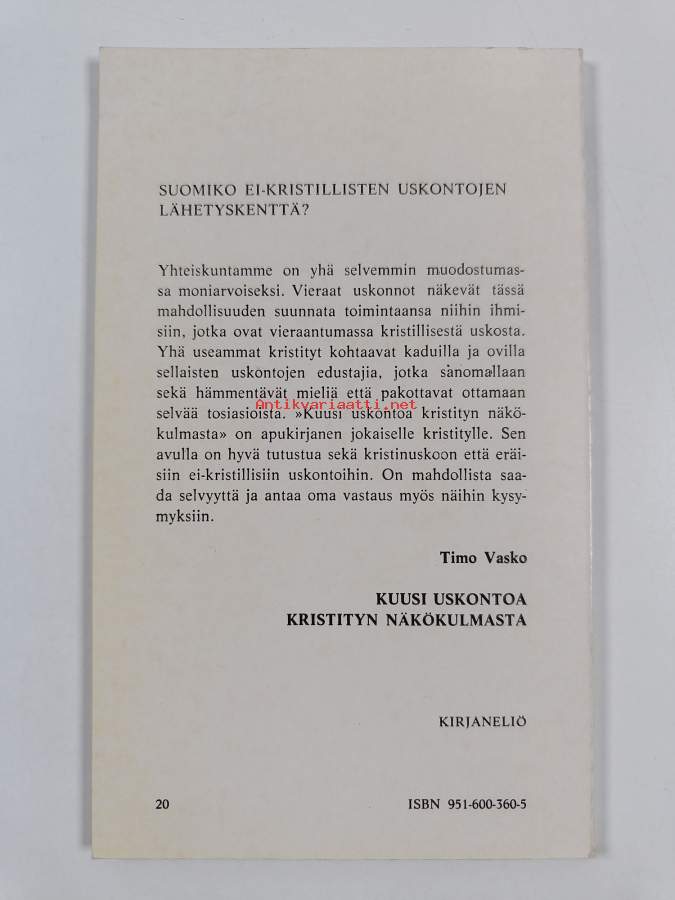 SUOMIKO EI-KRISTILLISTEN USKONTOJEN
LÄHETYSKENTTÄ?
Yhteiskuntamme on yhä selvemmin muodostumas-
sa moniarvoiseksi. Vieraat uskonnot näkevät tässä
mahdollisuuden suunnata toimintaansa niihin ihmi-
siin, jotka ovat vieraantumassa kristillisestä uskosta.
Yhä useammat kristityt kohtaavat kaduilla ja ovilla
sellaisten uskontojen edustajia, jotka sanomallaan
sekä hämmentävät mieliä että pakottavat ottamaan
selvää tosiasioista. »Kuusi uskontoa kristityn näkö-
Antikvariaatti.net
kulmasta» on apukirjanen jokaiselle kristitylle. Sen
avulla on hyvä tutustua sekä kristinuskoon että eräi-
siin ei-kristillisiin uskontoihin. On mahdollista saa-
da selvyyttä ja antaa oma vastaus myös näihin kysy-
myksiin.
Timo Vasko
KUUSI USKONTOA
KRISTITYN NÄKÖKULMASTA
KIRJANELIÖ
20 ISBN 951-600-360-5